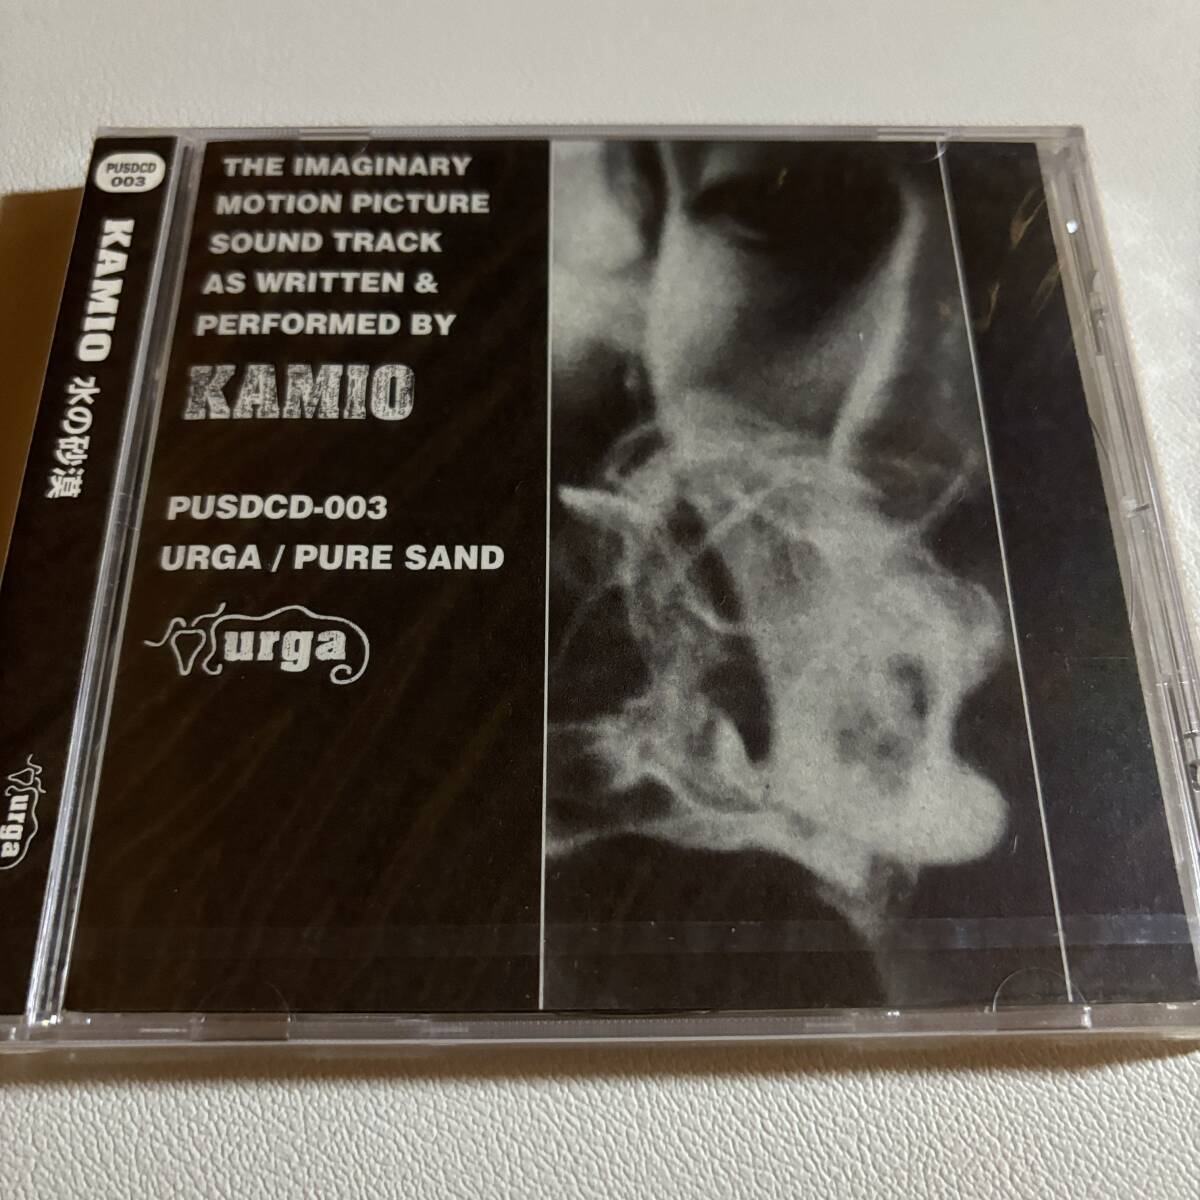 PUSDCD
003
KAMIO 水の砂漠
urga
THE IMAGINARY
MOTION PICTURE
SOUND TRACK
AS WRITTEN &
PERFORMED BY
KAMIO
PUSDCD-003
URGA / PURE SAND
urga